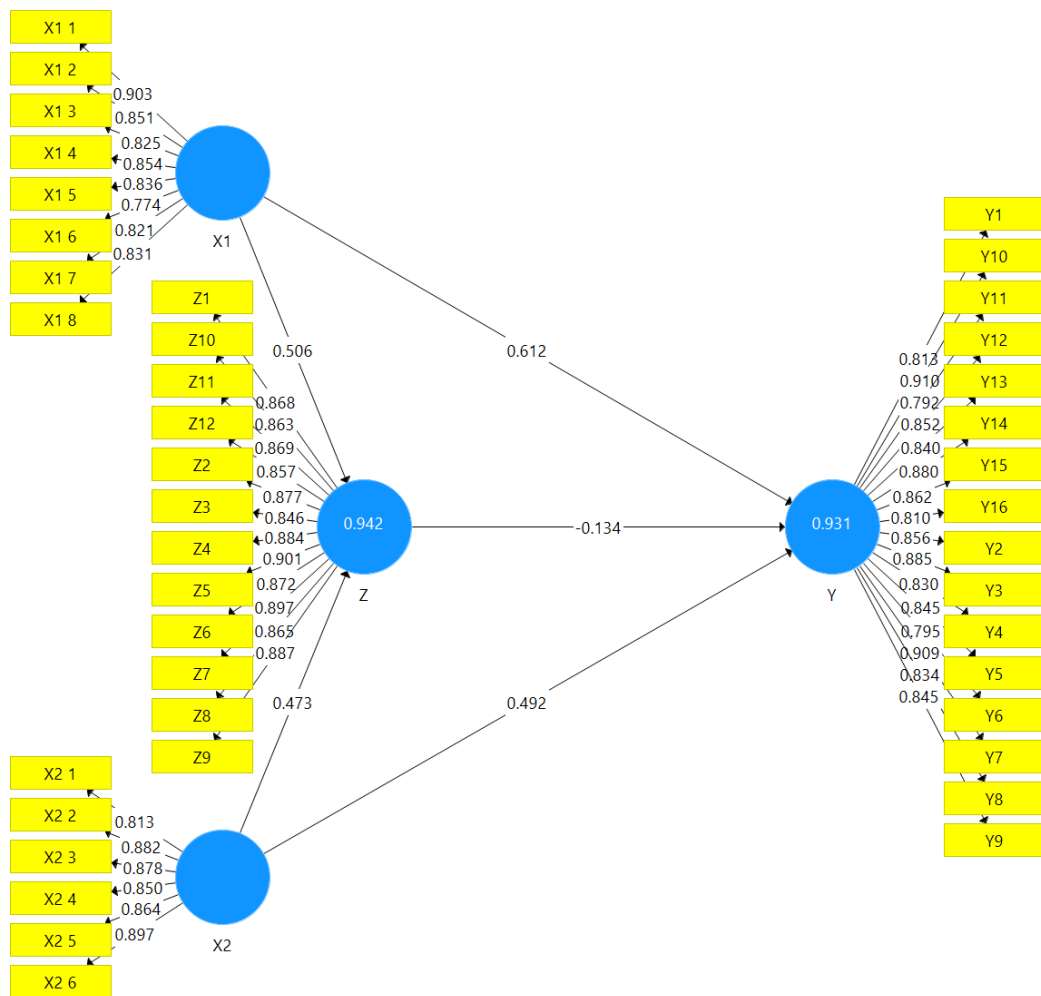 X1 1
X1 2
X1 3
X1 4
X1 5
X1 6
X1 7
X1 8
0.903
0.851
0.825
0.854
0.836
0.774
0.821
0.831
X1
Z1
Z10
Z11
Z12
Z2
Z3
Z4
Z5
Z6
Z7
Z8
Z9
0.868
0.863
0.869
0.857
0.877
0.846
0.884
0.901
0.872
0.897
0.865
0.887
0.506
0.612
0.942
Z
-0.134
0.931
Y
0.473
0.492
X2 1
X2 2
X2 3
X2 4
X2 5
X2 6
0.813
0.882
0.878
0.850
0.864
0.897
X2
0.813
0.910
0.792
0.852
0.840
0.880
0.862
0.810
0.856
0.885
0.830
0.845
0.795
0.909
0.834
0.845
Y1
Y10
Y11
Y12
Y13
Y14
Y15
Y16
Y2
Y3
Y4
Y5
Y6
Y7
Y8
Y9